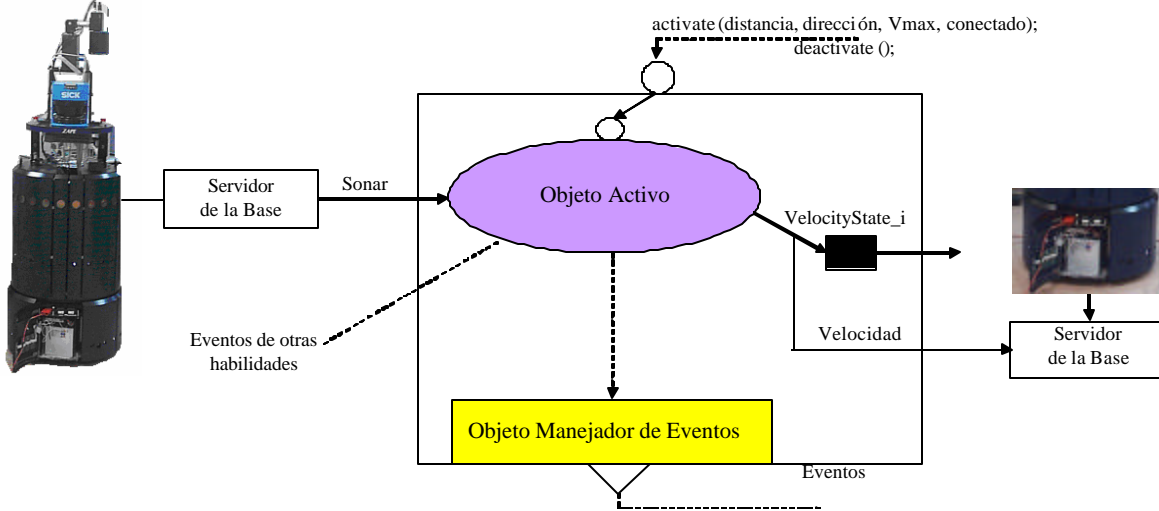 activate (distancia, dirección, Vmax, conectado);
deactivate ();
SICK
Servidor
de la Base
Sonar
Objeto Activo
VelocityState_i
Eventos de otras
habilidades
Velocidad
Servidor
de la Base
Objeto Manejador de Eventos
Eventos